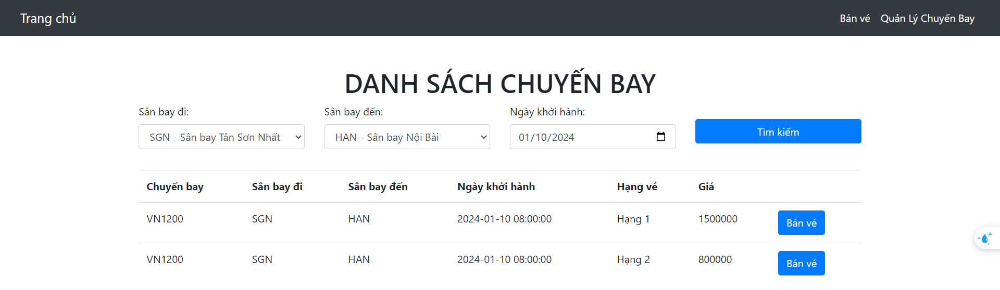 Trang chủ Bán vé Quản Lý Chuyến Bay
DANH SÁCH CHUYẾN BAY
Sân bay đi: Sân bay đến: Ngày khởi hành:
SGN - Sân bay Tân Sơn Nhất HAN - Sân bay Nội Bài 01/10/2024 Tìm kiếm
Chuyến bay Sân bay đi Sân bay đến Ngày khởi hành Hạng vé Giá
VN1200 SGN HAN 2024-01-10 08:00:00 Hạng 1 1500000 Bán vé
VN1200 SGN HAN 2024-01-10 08:00:00 Hạng 2 800000 Bán vé